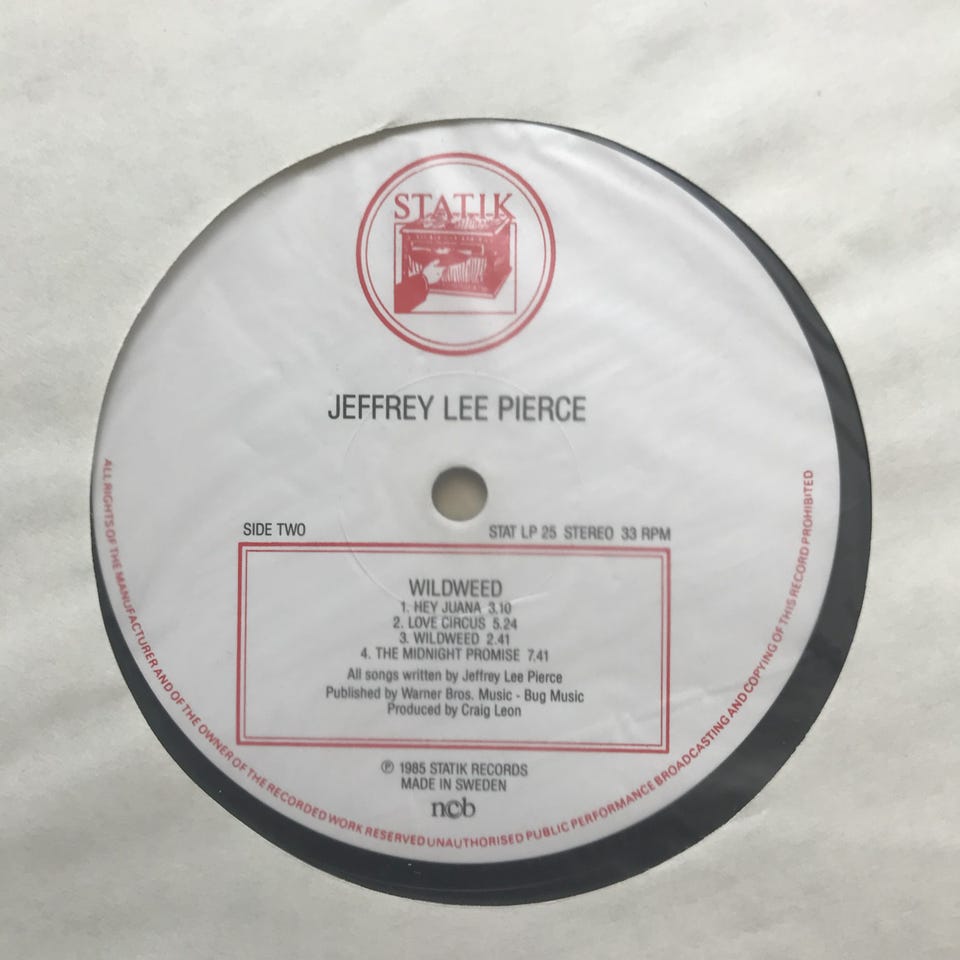 STATIK
JEFFREY LEE PIERCE
SIDE TWO
STAT LP 25 STEREO 33 RPM
WILDWEED
1. HEY JUANA 3.10
2. LOVE CIRCUS 5.24
3. WILDWEED 2.41
4. THE MIDNIGHT PROMISE 7.41
All songs written by Jeffrey Lee Pierce
Published by Warner Bros. Music - Bug Music
Produced by Craig Leon
℗ 1985 STATIK RECORDS
MADE IN SWEDEN
ncb
ALL RIGHTS OF THE MANUFACTURER AND OF THE OWNER OF THE RECORDED WORK RESERVED UNAUTHORISED PUBLIC PERFORMANCE BROADCASTING AND COPYING OF THIS RECORD PROHIBITED